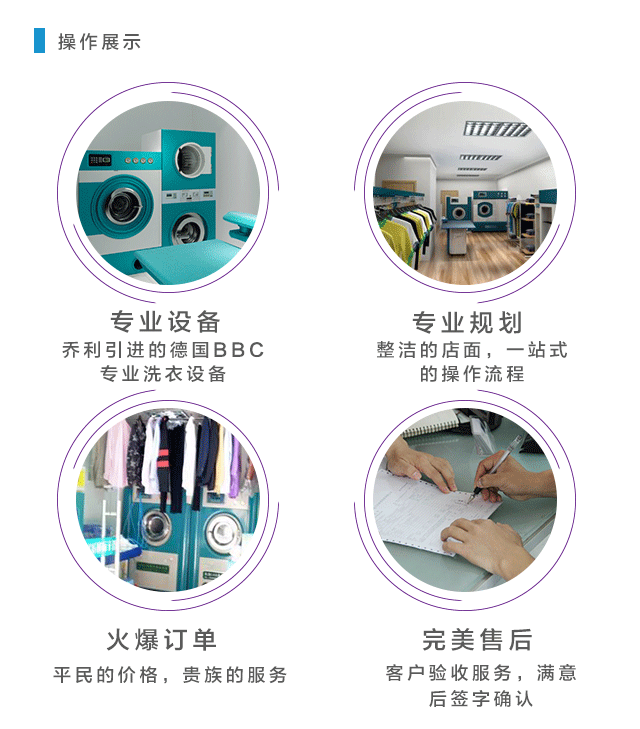 操作展示
专业设备
乔利引进的德国BBC
专业洗衣设备
专业规划
整洁的店面，一站式
的操作流程
火爆订单
平民的价格，贵族的服务
完美售后
客户验收服务，满意
后签字确认